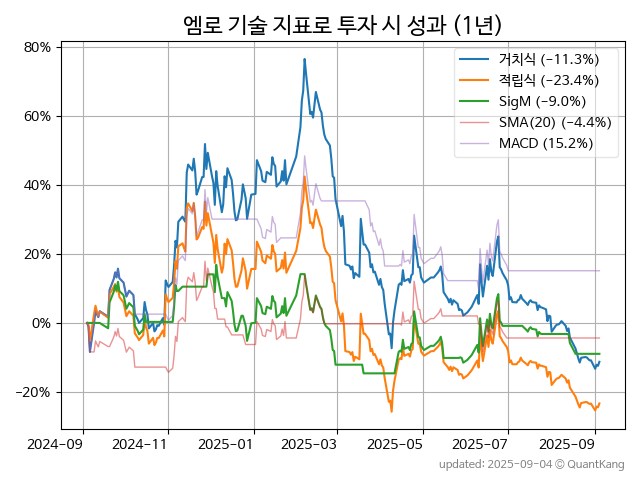 엠로 기술 지표로 투자 시 성과 (1년)
80%
60%
40%
20%
0%
−20%
거치식 (−11.3%)
적립식 (−23.4%)
SigM (−9.0%)
SMA(20) (−4.4%)
MACD (15.2%)
2024-09
2024-11
2025-01
2025-03
2025-05
2025-07
2025-09
updated: 2025-09-04 © QuantKang